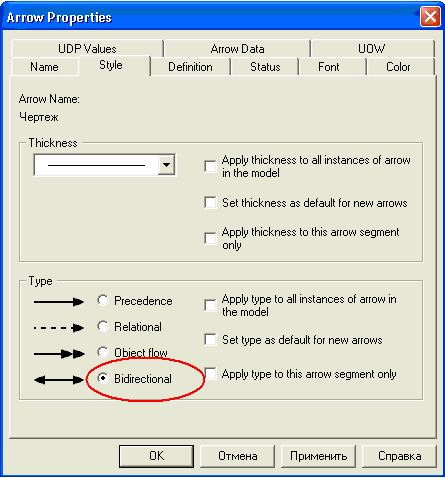 Arrow Properties
UDP Values Arrow Data UOW
Name Style Definition Status Font Color
Arrow Name:
Чертеж
Thickness
Apply thickness to all instances of arrow
in the model
Set thickness as default for new arrows
Apply thickness to this arrow segment
only
Type
Precedence
Apply type to all instances of arrow in
the model
Relational
Set type as default for new arrows
Object flow
Bidirectional
Apply type to this arrow segment only
OK Отмена Применить Справка